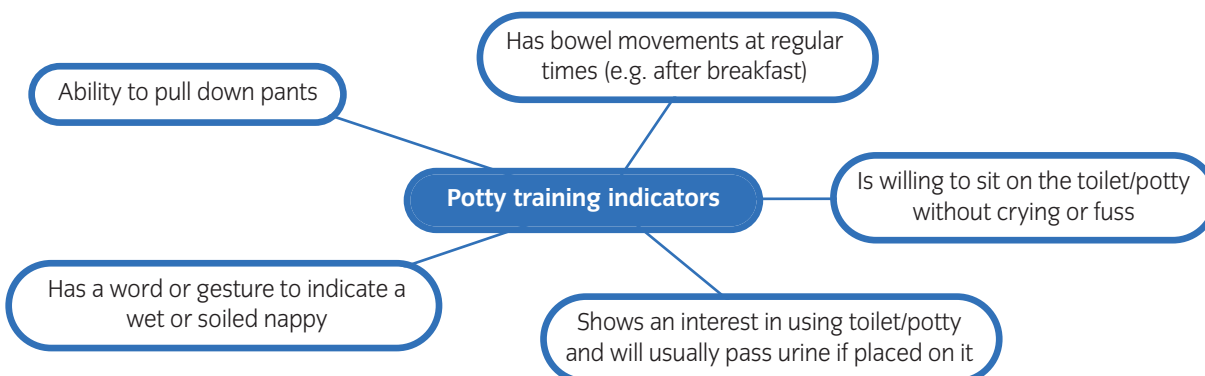 Has bowel movements at regular
times (e.g. after breakfast)
Ability to pull down pants
Potty training indicators
Is willing to sit on the toilet/potty
without crying or fuss
Has a word or gesture to indicate a
wet or soiled nappy
Shows an interest in using toilet/potty
and will usually pass urine if placed on it